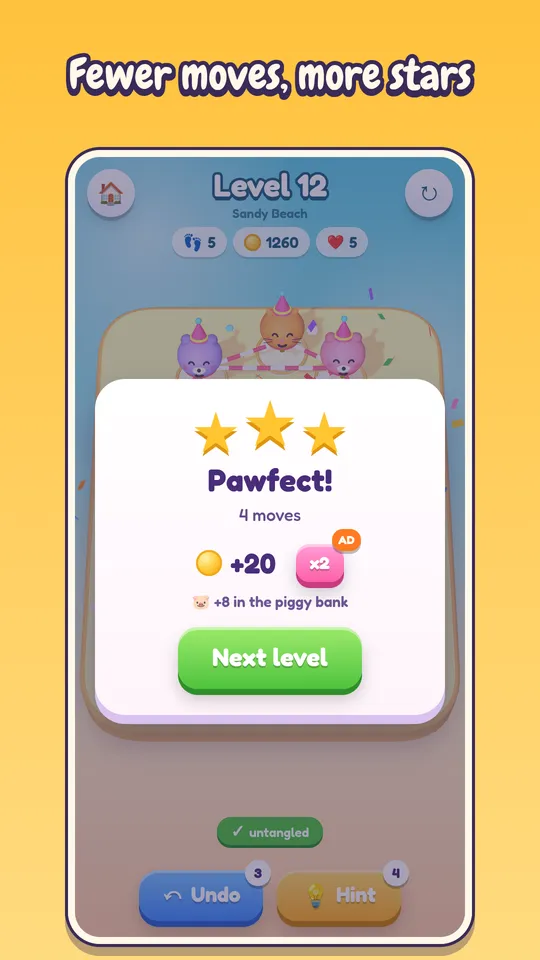 Fewer moves, more stars
Level 12
Sandy Beach
5
1260
5
Pawfect!
4 moves
AD
+20
x2
+8 in the piggy bank
Next level
✓ untangled
3
4
Undo
Hint